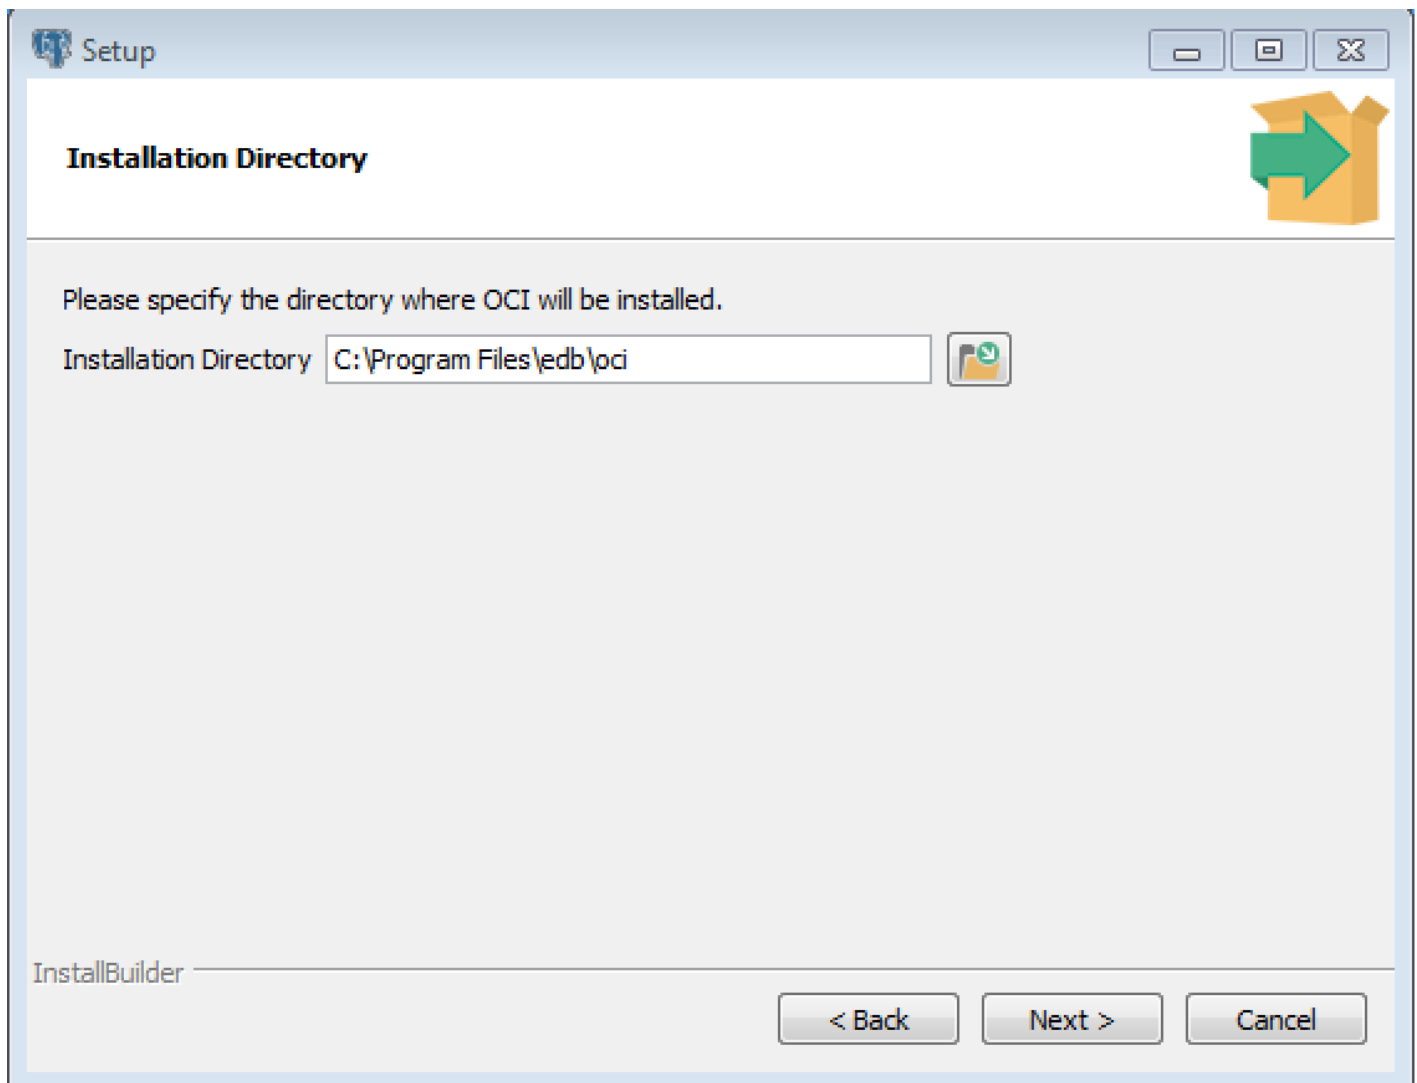 Setup
Installation Directory
Please specify the directory where OCI will be installed.
Installation Directory C:\Program Files\edb\oci
InstallBuilder
< Back Next > Cancel